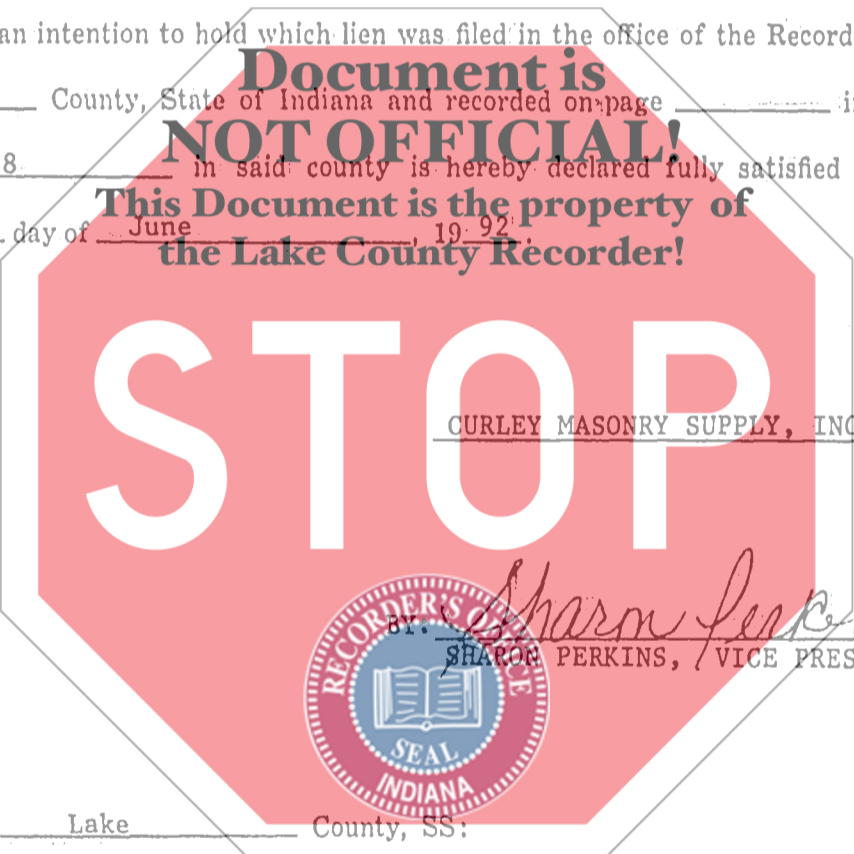 an intention to hold which lien was filed in the office of the Record
Document is
County, State of Indiana and recorded on page
NOT OFFICIAL!
8 in said county is hereby declared fully satisfied
This Document is the property of
day of June, 19 92.
the Lake County Recorder!
STOP
CURLEY MASONRY SUPPLY, INC
BY: Sharon Perk
SHARON PERKINS, VICE PRES
RECORDER'S OFFICE
SEAL
INDIANA
Lake County, SS: